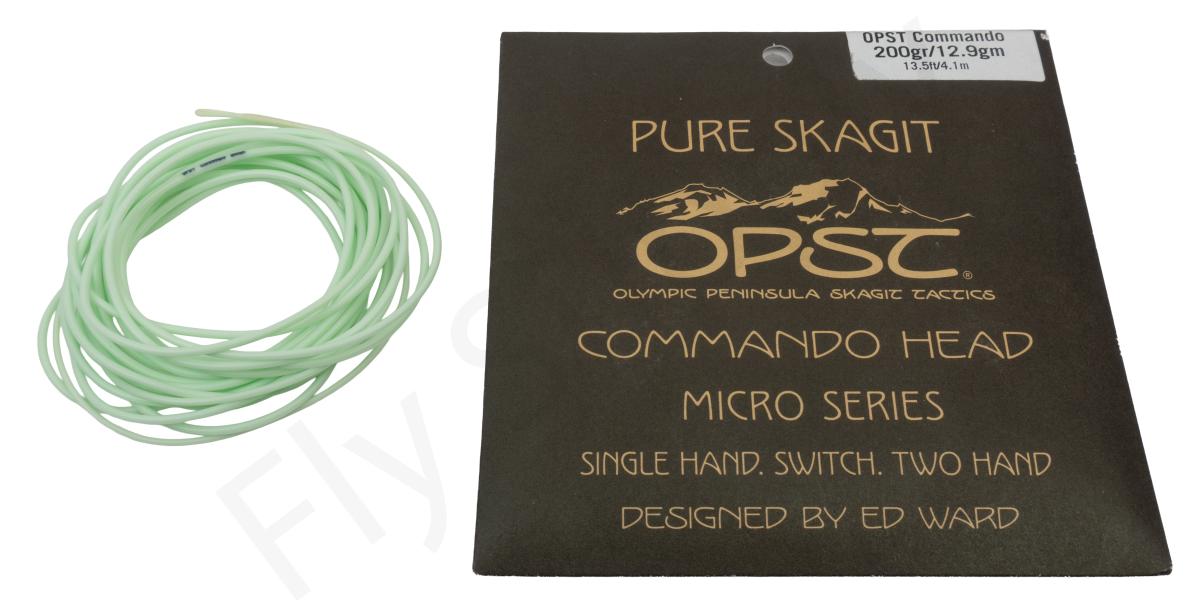 OPST Commando
200gr/12.9gm
13.5ft/4.1m
PURE SKAGIT
OPST®
OLYMPIC PENINSULA SKAGIT TACTICS
COMMANDO HEAD
MICRO SERIES
SINGLE HAND. SWITCH. TWO HAND
DESIGNED BY ED WARD
Fly